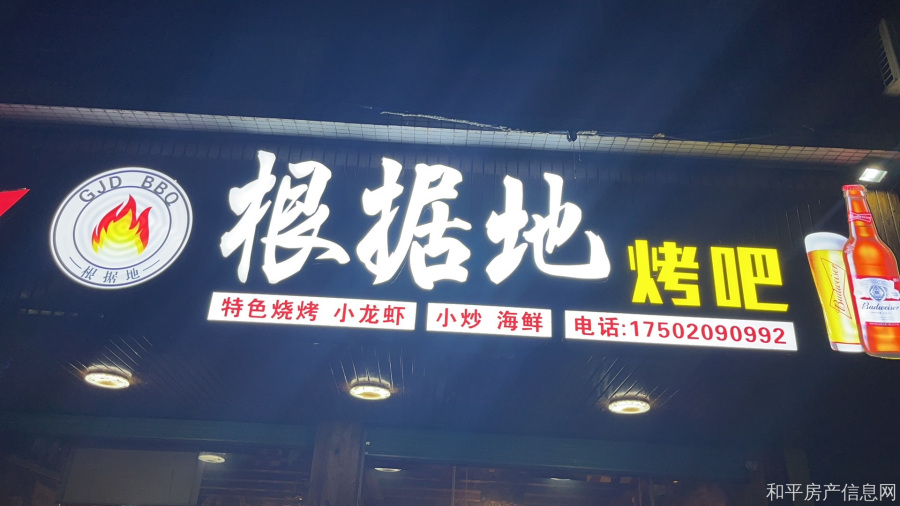 GJD BBQ
根据地
根据地
烤吧
特色烧烤 小龙虾
小炒 海鲜
电话:17502090992
Budweiser
Budweiser
和平房产信息网